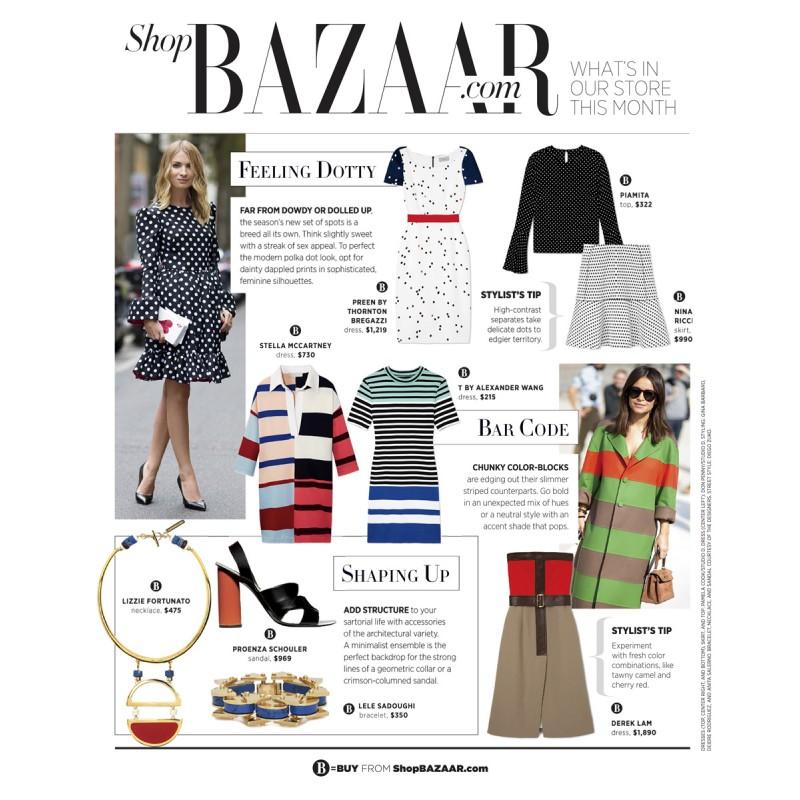 Shop BAZAAR.com
WHAT'S IN
OUR STORE
THIS MONTH
FEELING DOTTY
FAR FROM DOWDY OR DOLLED UP,
the season's new set of spots is a
breed all its own. Think slightly sweet
with a streak of sex appeal. To perfect
the modern polka dot look, opt for
dainty dappled prints in sophisticated,
feminine silhouettes.
B
PREEN BY
THORNTON
BREGAZZI
dress, $1,219
B
PIAMITA
top, $322
STYLIST'S TIP
High-contrast
separates take
delicate dots to
edgier territory.
B
NINA
RICCI
skirt,
$990
B
STELLA McCARTNEY
dress, $730
B
T BY ALEXANDER WANG
dress, $215
BAR CODE
CHUNKY COLOR-BLOCKS
are edging out their slimmer
striped counterparts. Go bold
in an unexpected mix of hues
or a neutral style with an
accent shade that pops.
B
LIZZIE FORTUNATO
necklace, $475
B
PROENZA SCHOULER
sandal, $969
SHAPING UP
ADD STRUCTURE to your
sartorial life with accessories
of the architectural variety.
A minimalist ensemble is the
perfect backdrop for the strong
lines of a geometric collar or a
crimson-columned sandal.
B LELE SADOUGHI
bracelet, $350
STYLIST'S TIP
Experiment
with fresh color
combinations, like
tawny camel and
cherry red.
B
DEREK LAM
dress, $1,890
B=BUY FROM ShopBAZAAR.com